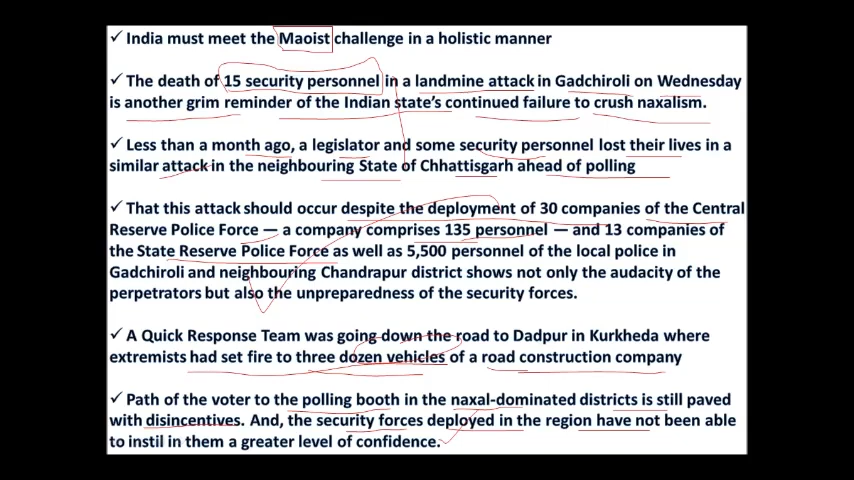 ✓ India must meet the Maoist challenge in a holistic manner
✓ The death of 15 security personnel in a landmine attack in Gadchiroli on Wednesday
is another grim reminder of the Indian state's continued failure to crush naxalism.
✓ Less than a month ago, a legislator and some security personnel lost their lives in a
similar attack in the neighbouring State of Chhattisgarh ahead of polling
✓ That this attack should occur despite the deployment of 30 companies of the Central
Reserve Police Force — a company comprises 135 personnel — and 13 companies of
the State Reserve Police Force as well as 5,500 personnel of the local police in
Gadchiroli and neighbouring Chandrapur district shows not only the audacity of the
perpetrators but also the unpreparedness of the security forces.
✓ A Quick Response Team was going down the road to Dadpur in Kurkheda where
extremists had set fire to three dozen vehicles of a road construction company
✓ Path of the voter to the polling booth in the naxal-dominated districts is still paved
with disincentives. And, the security forces deployed in the region have not been able
to instil in them a greater level of confidence.